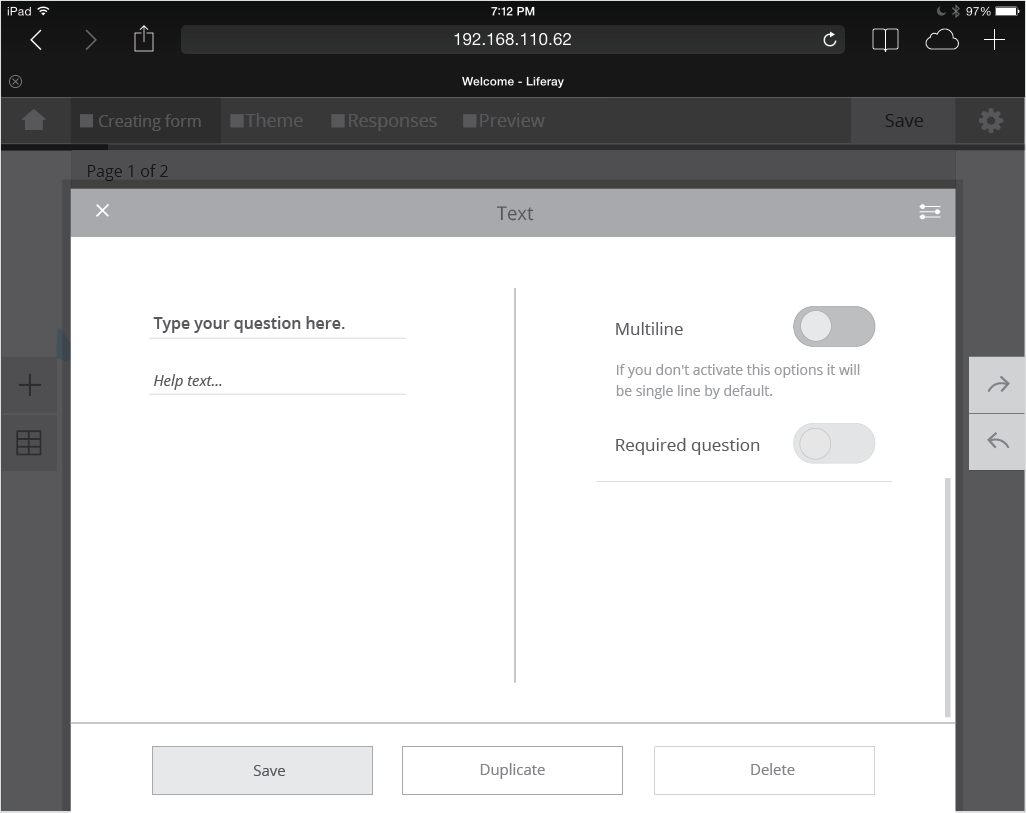 iPad 7:12 PM 97%
192.168.110.62
Welcome - Liferay
Creating form Theme Responses Preview Save
Page 1 of 2
Text
Type your question here.
Help text...
Multiline
If you don't activate this options it will
be single line by default.
Required question
Save Duplicate Delete